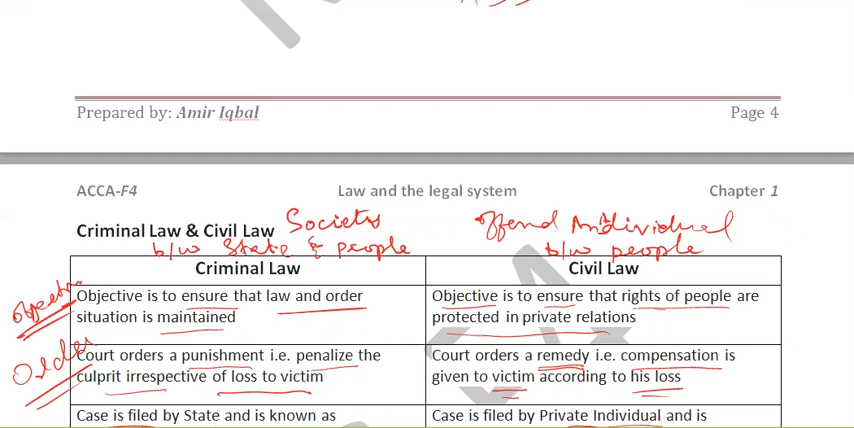 Prepared by: Amir Iqbal
Page 4
ACCA-F4
Law and the legal system
Chapter 1
Criminal Law & Civil Law
Society
offend Individual
b/w State & people
b/w people
Criminal Law
Civil Law
Objective
Objective is to ensure that law and order
situation is maintained
Objective is to ensure that rights of people are
protected in private relations
Order
Court orders a punishment i.e. penalize the
culprit irrespective of loss to victim
Court orders a remedy i.e. compensation is
given to victim according to his loss
Case is filed by State and is known as
Case is filed by Private Individual and is